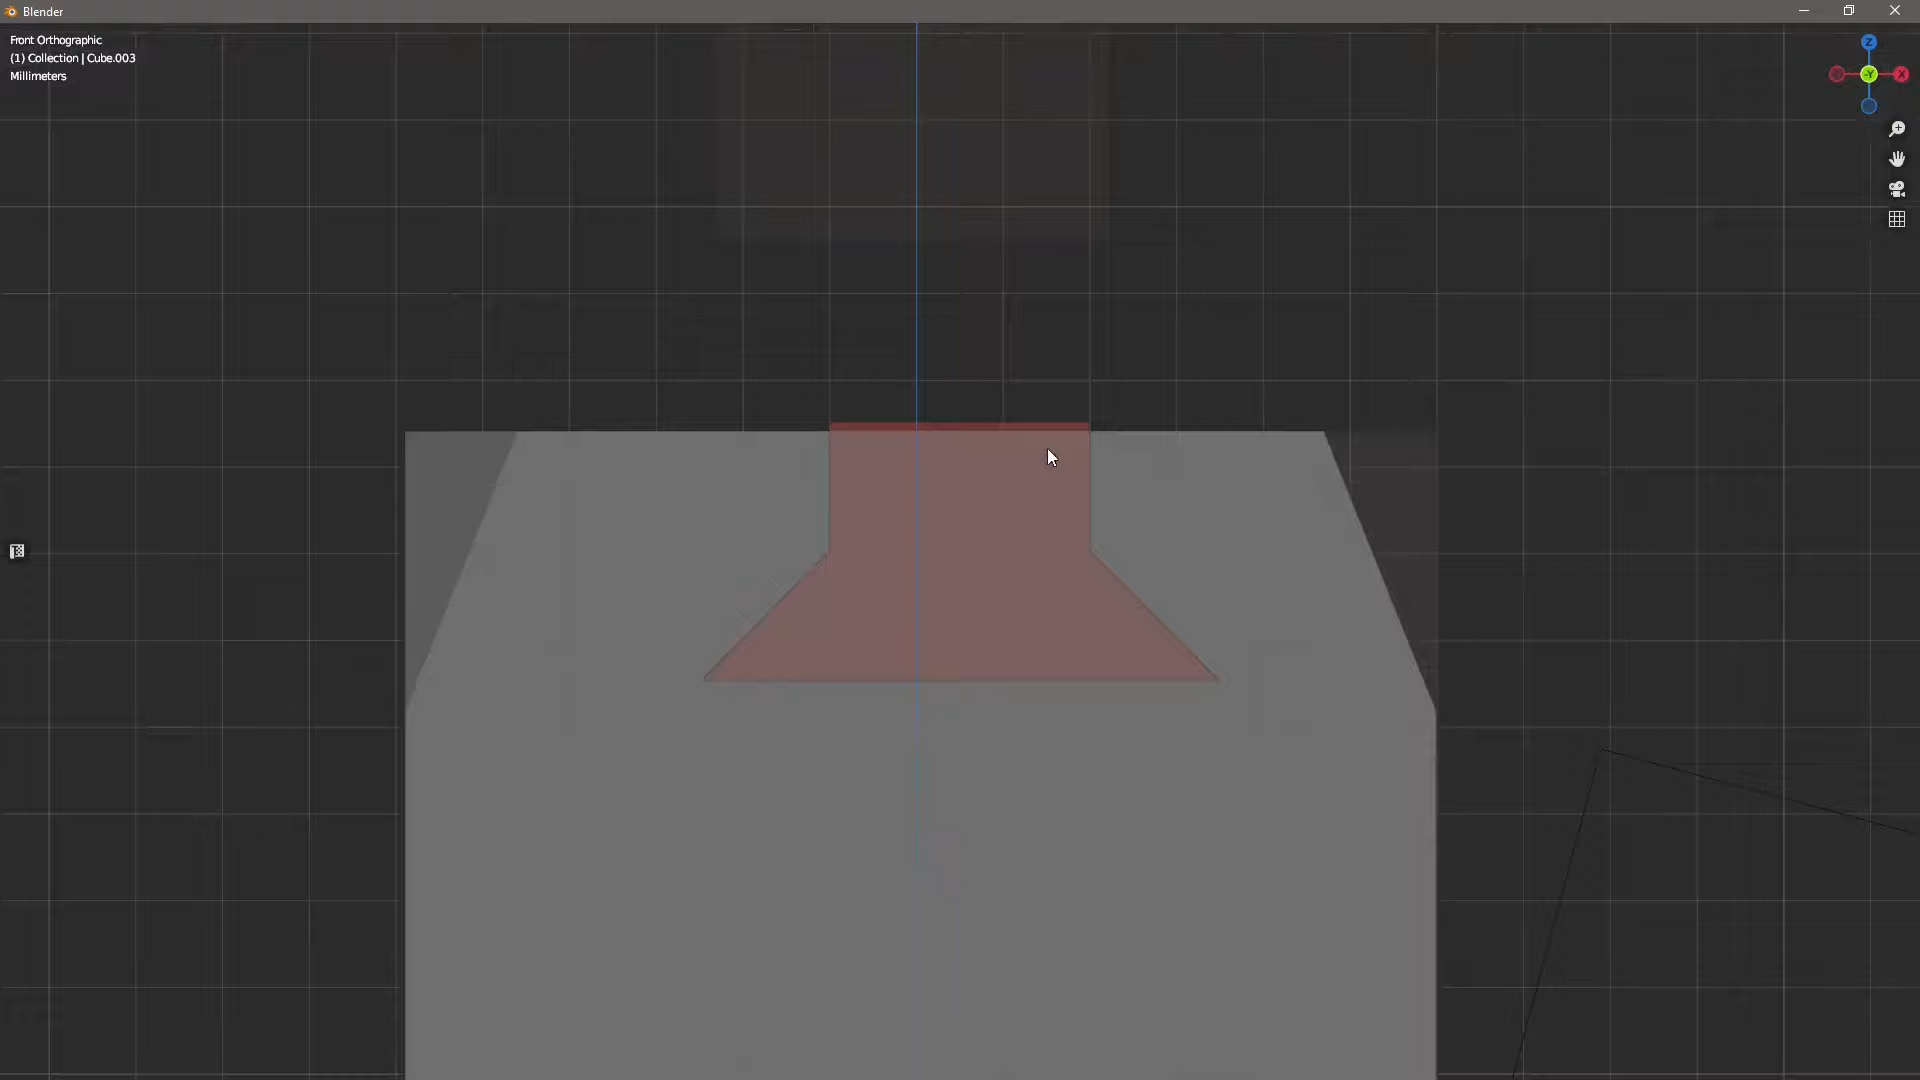 Blender
Front Orthographic
(1) Collection | Cube.003
Millimeters
Z
-Y
X